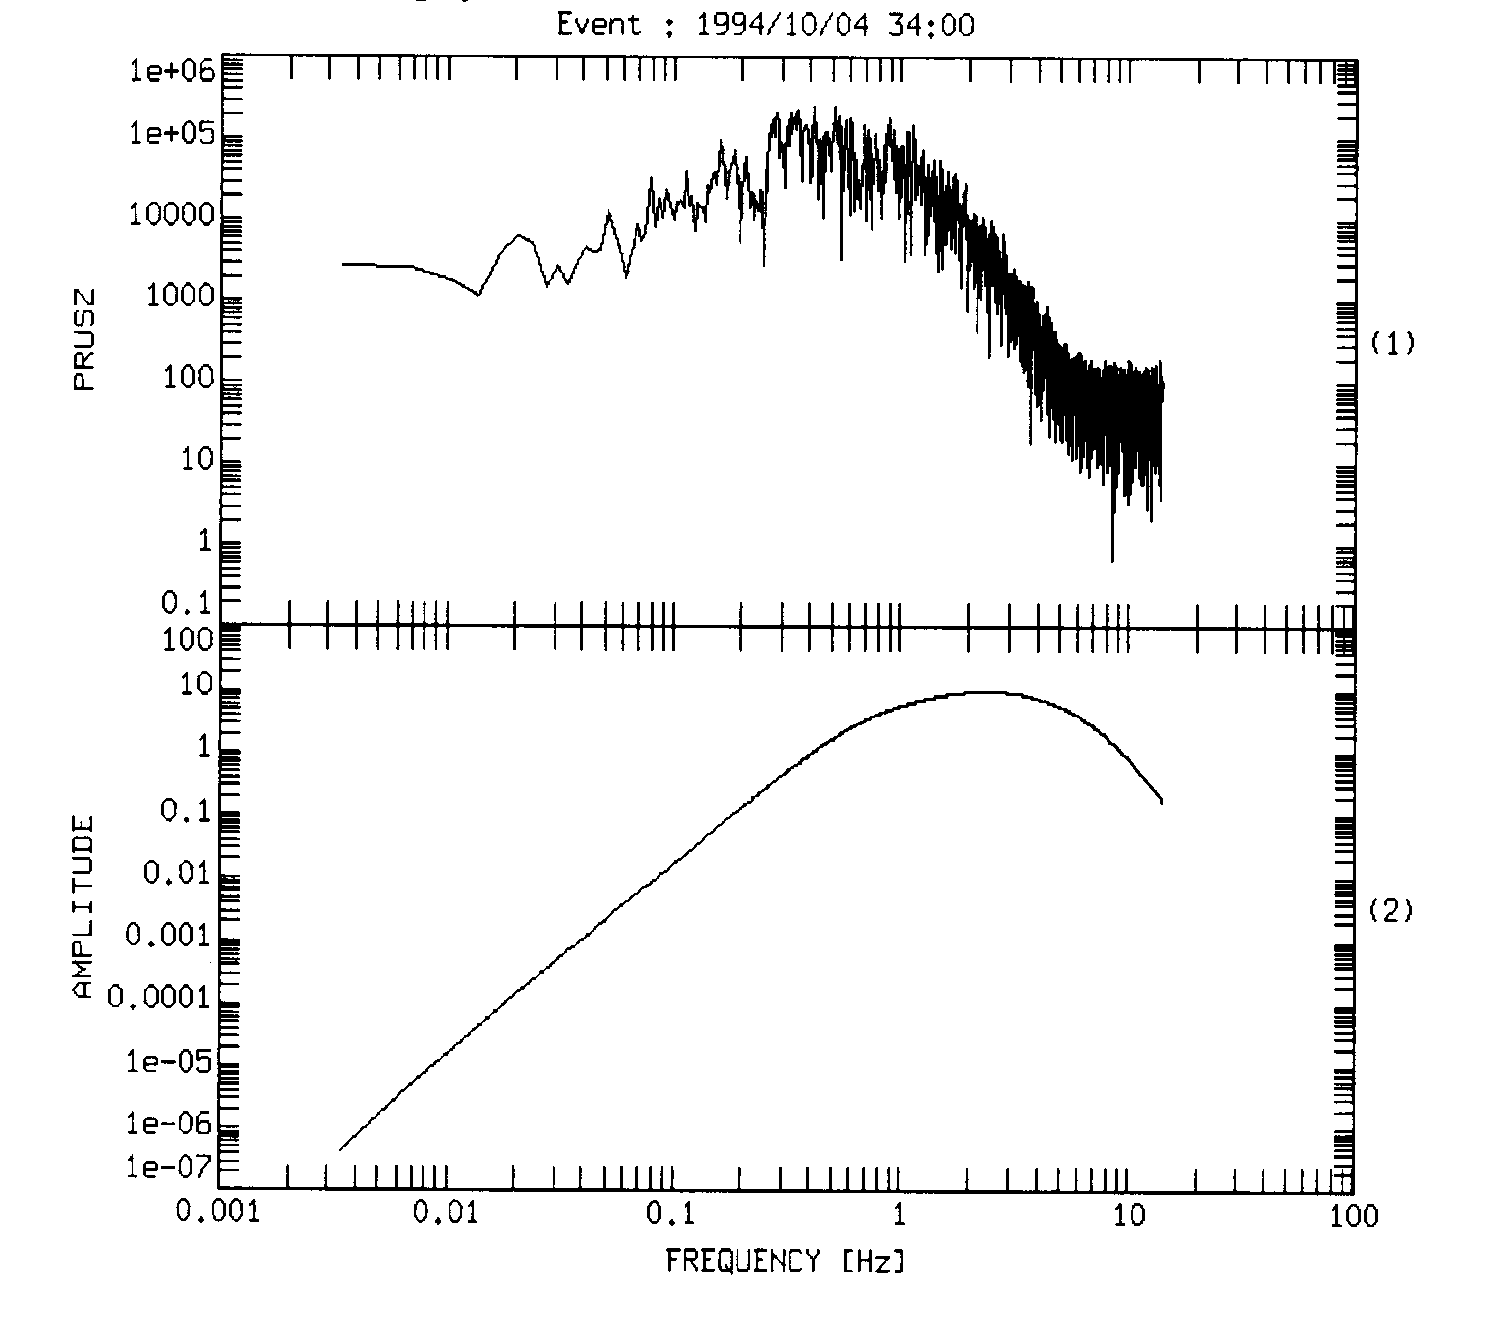 Event : 1994/10/04 34:00
1e+06
1e+05
10000
1000
100
10
1
0.1
PRUSZ
(1)
100
10
1
0.1
0.01
0.001
0.0001
1e-05
1e-06
1e-07
AMPLITUDE
(2)
0.001 0.01 0.1 1 10 100
FREQUENCY [Hz]